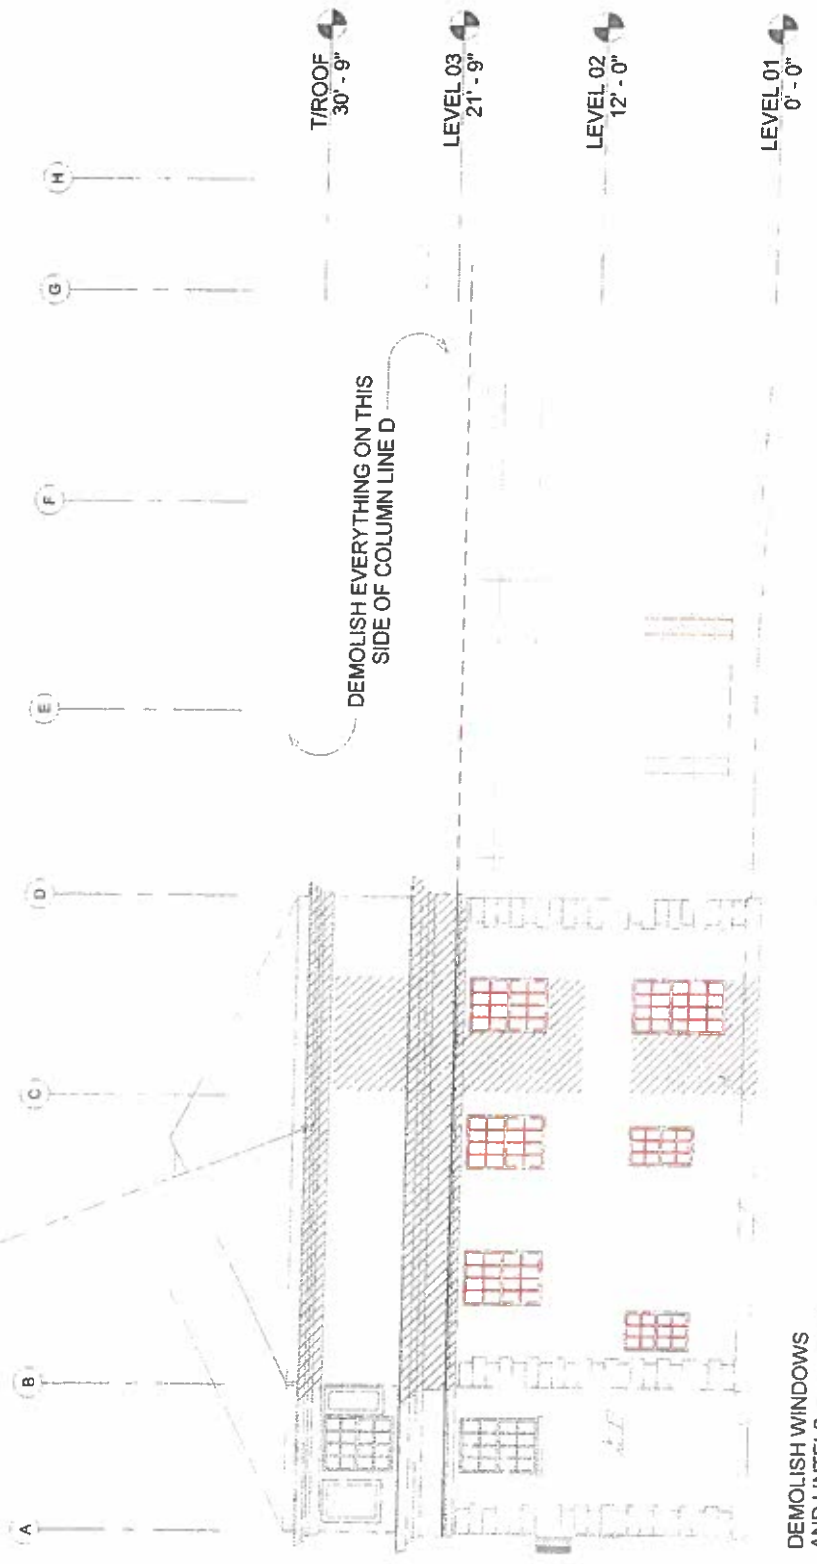 A
B
C
D
E
F
G
H
T/ROOF
30' - 9"
LEVEL 03
21' - 9"
LEVEL 02
12' - 0"
LEVEL 01
0' - 0"
DEMOLISH EVERYTHING ON THIS
SIDE OF COLUMN LINE D
DEMOLISH WINDOWS